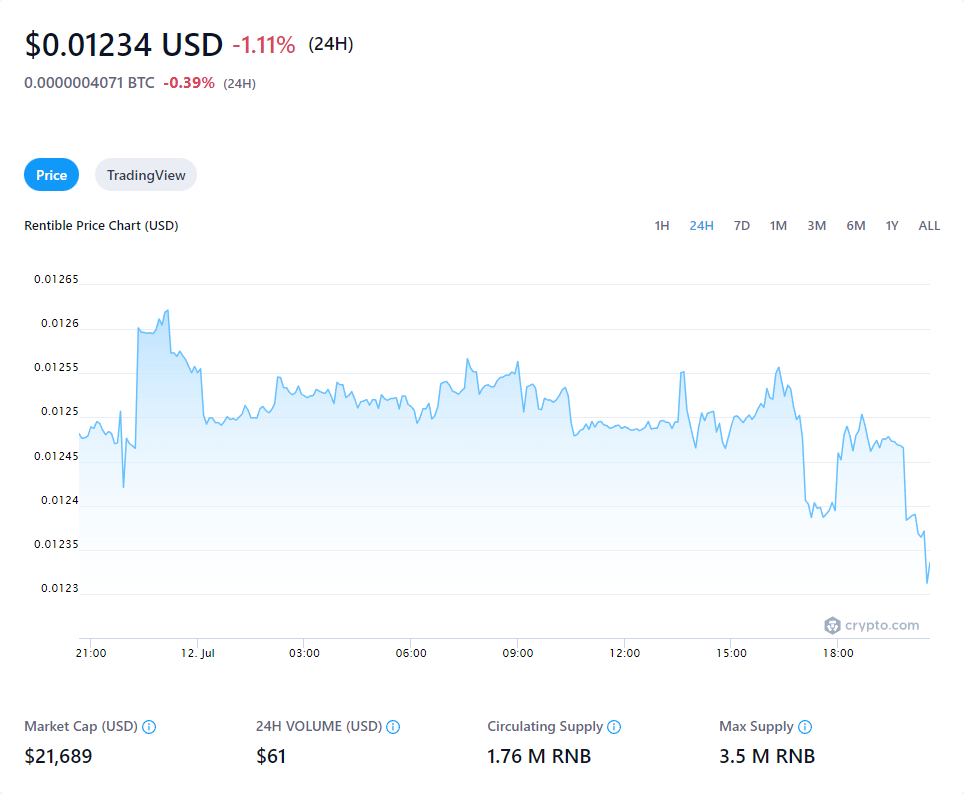 $0.01234 USD -1.11% (24H)
0.0000004071 BTC -0.39% (24H)
Price TradingView
Rentible Price Chart (USD) 1H 24H 7D 1M 3M 6M 1Y ALL
0.01265
0.0126
0.01255
0.0125
0.01245
0.0124
0.01235
0.0123
crypto.com
21:00 12. Jul 03:00 06:00 09:00 12:00 15:00 18:00
Market Cap (USD) 24H VOLUME (USD) Circulating Supply Max Supply
$21,689 $61 1.76 M RNB 3.5 M RNB